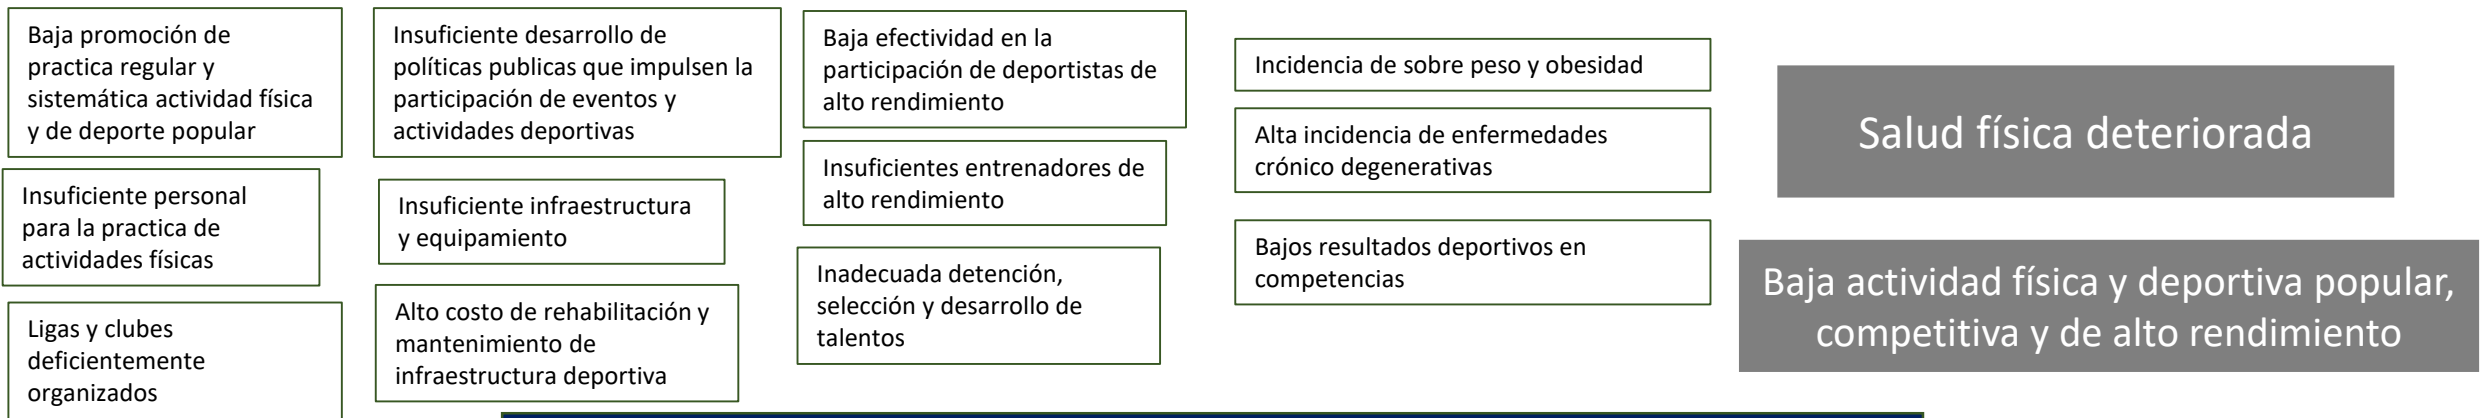 Baja promoción de
practica regular y
sistemática actividad física
y de deporte popular
Insuficiente personal
para la practica de
actividades físicas
Ligas y clubes
deficientemente
organizados
Insuficiente desarrollo de
políticas publicas que impulsen la
participación de eventos y
actividades deportivas
Insuficiente infraestructura
y equipamiento
Alto costo de rehabilitación y
mantenimiento de
infraestructura deportiva
Baja efectividad en la
participación de deportistas de
alto rendimiento
Insuficientes entrenadores de
alto rendimiento
Inadecuada detención,
selección y desarrollo de
talentos
Incidencia de sobre peso y obesidad
Alta incidencia de enfermedades
crónico degenerativas
Bajos resultados deportivos en
competencias
Salud física deteriorada
Baja actividad física y deportiva popular,
competitiva y de alto rendimiento